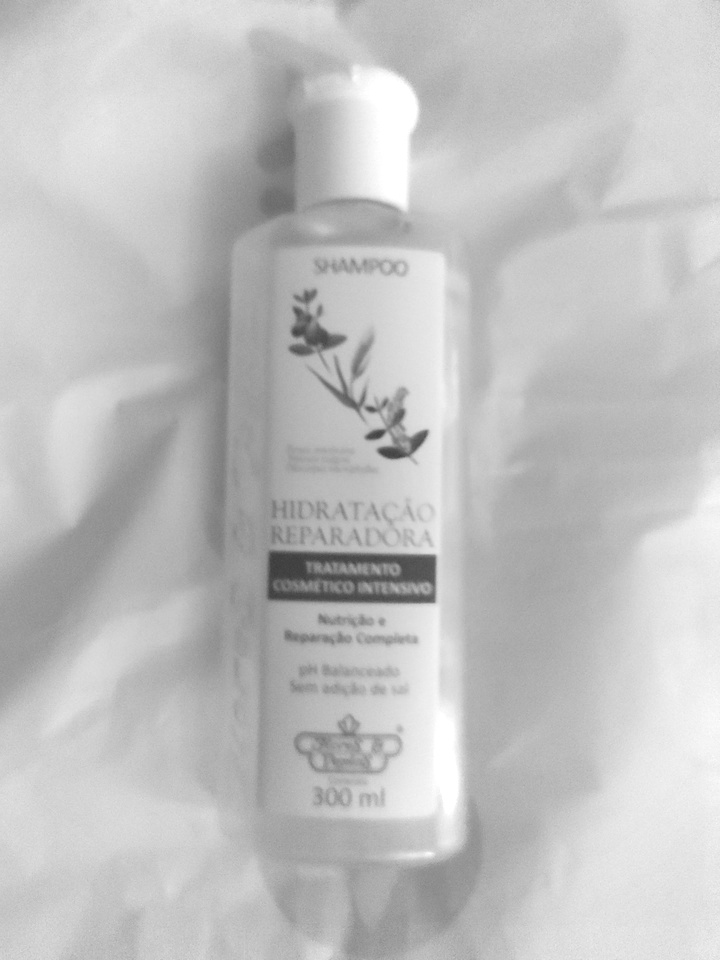 SHAMPOO
HIDRATAÇÃO
REPARADORA
TRATAMENTO
COSMÉTICO INTENSIVO
Nutrição e
Reparação Completa
pH Balanceado
Sem adição de sal
300 ml